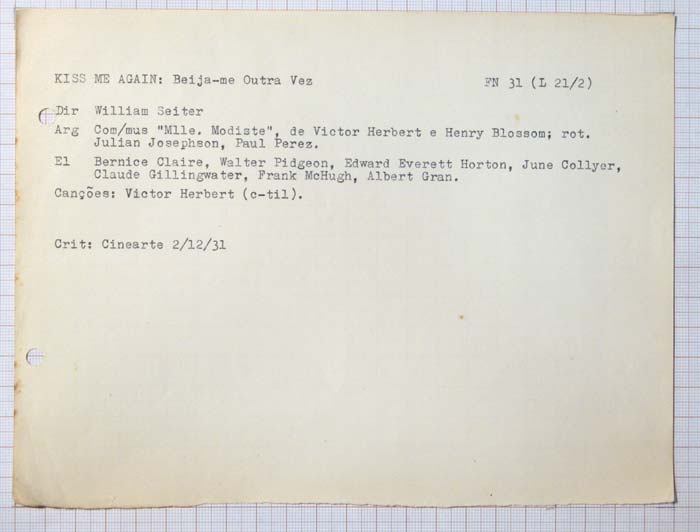 KISS ME AGAIN: Beija-me Outra Vez FN 31 (L 21/2)
Dir William Seiter
Arg Com/mus "Mlle. Modiste", de Victor Herbert e Henry Blossom; rot.
Julian Josephson, Paul Perez.
El Bernice Claire, Walter Pidgeon, Edward Everett Horton, June Collyer,
Claude Gillingwater, Frank McHugh, Albert Gran.
Canções: Victor Herbert (c-til).
Crit: Cinearte 2/12/31